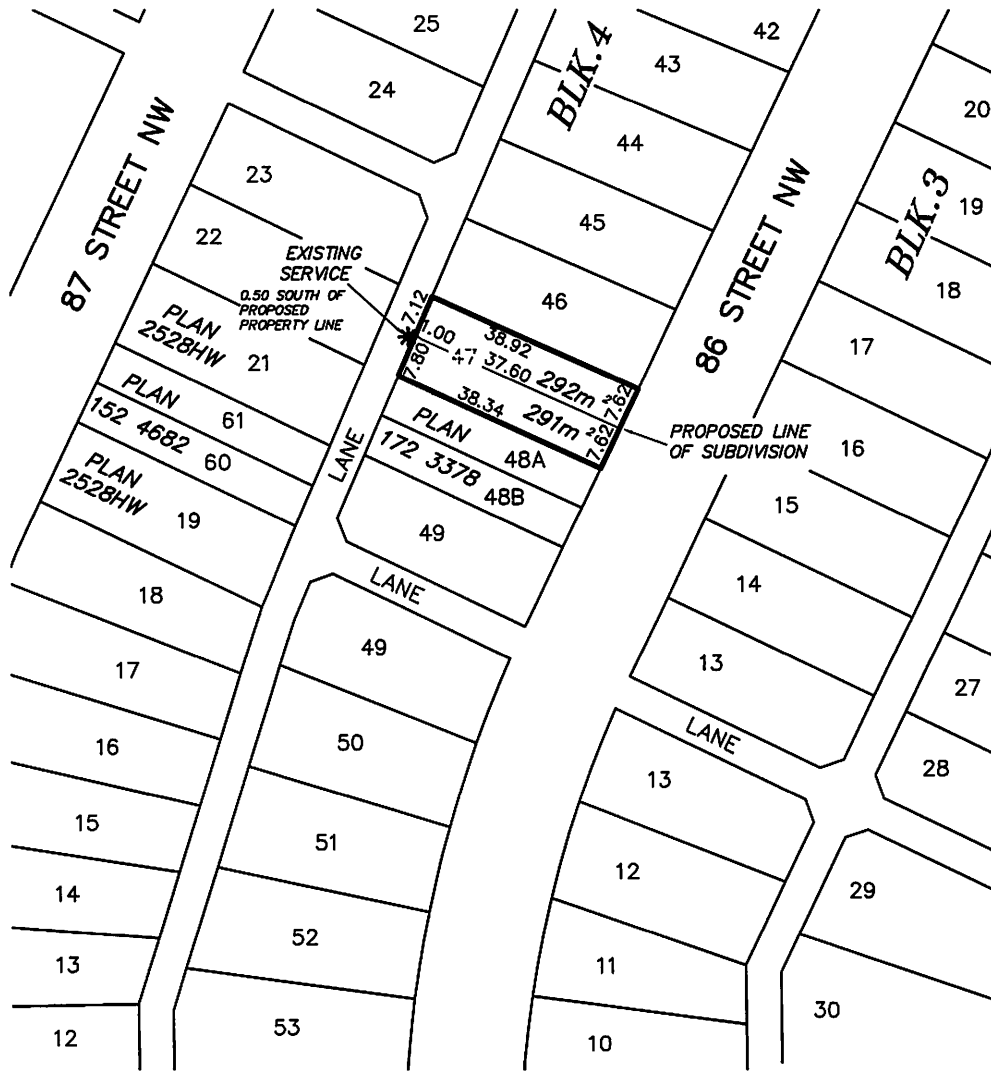 25
42
43
24
BLK.4
20
44
87 STREET NW
23
86 STREET NW
BLK.3
19
45
22
EXISTING
SERVICE
0.50 SOUTH OF
PROPOSED
PROPERTY LINE
18
46
7.12
PLAN
2528HW
21
1.00
38.92
17
47
37.60
292m²
7.62
7.80
38.34
291m²
7.62
PLAN
152 4682
61
60
PLAN
172 3378
48A
48B
PROPOSED LINE
OF SUBDIVISION
16
LANE
PLAN
2528HW
19
15
49
18
LANE
14
49
13
17
27
16
50
LANE
28
13
15
51
12
14
29
52
13
11
30
53
12
10